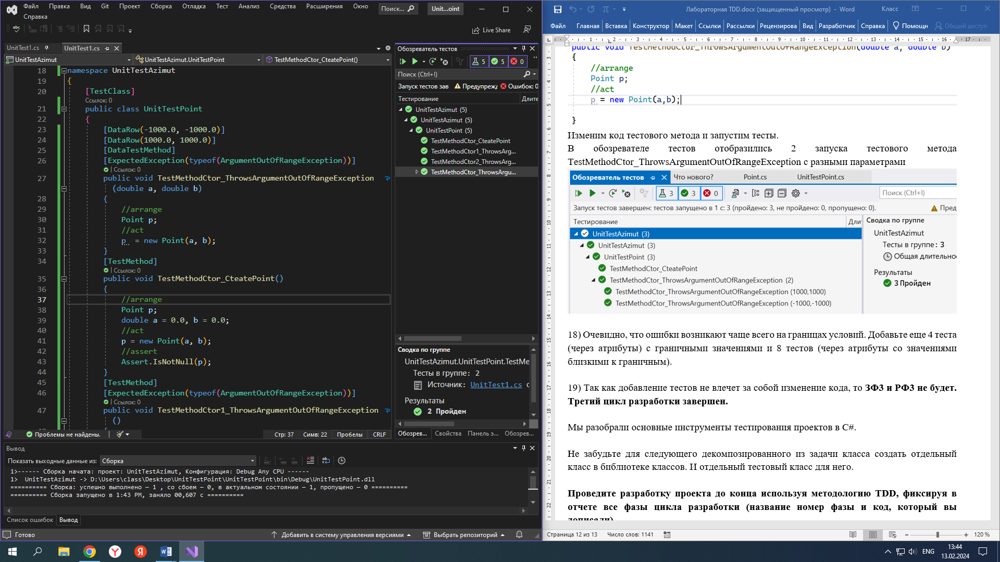 Файл Правка Вид Git Проект Сборка Отладка Тест Анализ Средства Расширения Окно
Справка
Поиск...
Unit...oint
Live Share
UnitTest1.cs
UnitTest1.cs
UnitTestAzimut
UnitTestAzimut.UnitTestPoint
TestMethodCtor_CteatePoint()
18 namespace UnitTestAzimut
19 {
20 [TestClass]
Ссылок: 0
21 public class UnitTestPoint
22 {
23 [DataRow(-1000.0, -1000.0)]
24 [DataRow(1000.0, 1000.0)]
25 [DataTestMethod]
26 [ExpectedException(typeof(ArgumentOutOfRangeException))]
| Ссылок: 0
27 public void TestMethodCtor_ThrowsArgumentOutOfRangeException
(double a, double b)
28 {
29 //arrange
30 Point p;
31 //act
32 p = new Point(a, b);
33 }
34 [TestMethod]
| Ссылок: 0
35 public void TestMethodCtor_CteatePoint()
36 {
37 //arrange
38 Point p;
39 double a = 0.0, b = 0.0;
40 //act
41 p = new Point(a, b);
42 //assert
43 Assert.IsNotNull(p);
44 }
45 [TestMethod]
46 [ExpectedException(typeof(ArgumentOutOfRangeException))]
| Ссылок: 0
47 public void TestMethodCtor1_ThrowsArgumentOutOfRangeException
()
Проблемы не найдены.
Стр: 37 Симв: 22 Пробелы CRLF
Обозреватель тестов
5 5 0
Поиск (Ctrl+I)
Запуск тестов зав Предупрежд Ошибок: 0
Тестирование Длите
UnitTestAzimut (5)
UnitTestAzimut (5)
UnitTestPoint (5)
TestMethodCtor_CteatePoint
TestMethodCtor1_ThrowsArg...
TestMethodCtor2_ThrowsArg...
TestMethodCtor_ThrowsArgu...
Сводка по группе
UnitTestAzimut.UnitTestPoint.TestMe
Тесты в группе: 2
Источник: UnitTest1.cs с
Результаты
2 Пройден
Обозрев... Свойства Панель э... Обозрев...
Вывод
Показать выходные данные из: Сборка
1>------ Сборка начата: проект: UnitTestAzimut, Конфигурация: Debug Any CPU ------
1> UnitTestAzimut -> D:\Users\class\Desktop\UnitTestPoint\UnitTestPoint\bin\Debug\UnitTestPoint.dll
========== Сборка: успешно выполнено — 1 , со сбоем — 0, в актуальном состоянии — 1, пропущено — 0 ==========
========== Сборка запущено в 1:43 PM, заняло 00,607 с ==========
Список ошибок Вывод
Готово
Добавить в систему управления версиями
Выбрать репозиторий
Лабораторная TDD.docx (защищенный просмотр) - Word
Класс
Файл Главная Вставка Конструктор Макет Ссылки Рассылки Рецензирова Вид Разработчик Справка Помощн Общий доступ
1 2 3 4 5 6 7 8 9 10 11 12 13 14 15 16 17
public void TestMethodCtor_ThrowsArgumentOutOfRangeException(double a, double b)
{
//arrange
Point p;
//act
p = new Point(a,b);
}
Изменим код тестового метода и запустим тесты.
В обозревателе тестов отобразились 2 запуска тестового метода
TestMethodCtor_ThrowsArgumentOutOfRangeException с разными параметрами
Обозреватель тестов Что нового? Point.cs UnitTestPoint.cs
3 3 0
Поиск (Ctrl+I)
Запуск тестов завершен: тестов запущено в 1 с: 3 (пройдено: 3, не пройдено: 0, пропущено: 0). Пред
Тестирование Дли
UnitTestAzimut (3)
UnitTestAzimut (3)
UnitTestPoint (3)
TestMethodCtor_CteatePoint
TestMethodCtor_ThrowsArgumentOutOfRangeException (2)
TestMethodCtor_ThrowsArgumentOutOfRangeException (1000,1000)
TestMethodCtor_ThrowsArgumentOutOfRangeException (-1000,-1000)
Сводка по группе
UnitTestAzimut
Тесты в группе: 3
Общая длительно
Результаты
3 Пройден
18) Очевидно, что ошибки возникают чаще всего на границах условий. Добавьте еще 4 теста
(через атрибуты) с граничными значениями и 8 тестов (через атрибуты со значениями
близкими к граничным).
19) Так как добавление тестов не влечет за собой изменение кода, то ЗФ3 и РФ3 не будет.
Третий цикл разработки завершен.
Мы разобрали основные инструменты тестирования проектов в C#.
Не забудьте для следующего декомпозированного из задачи класса создать отдельный
класс в библиотеке классов. И отдельный тестовый класс для него.
Проведите разработку проекта до конца используя методологию TDD, фиксируя в
отчете все фазы цикла разработки (название номер фазы и код, который вы
дописали)
Страница 12 из 13 Число слов: 1141
120 %
ENG
13:44
13.02.2024